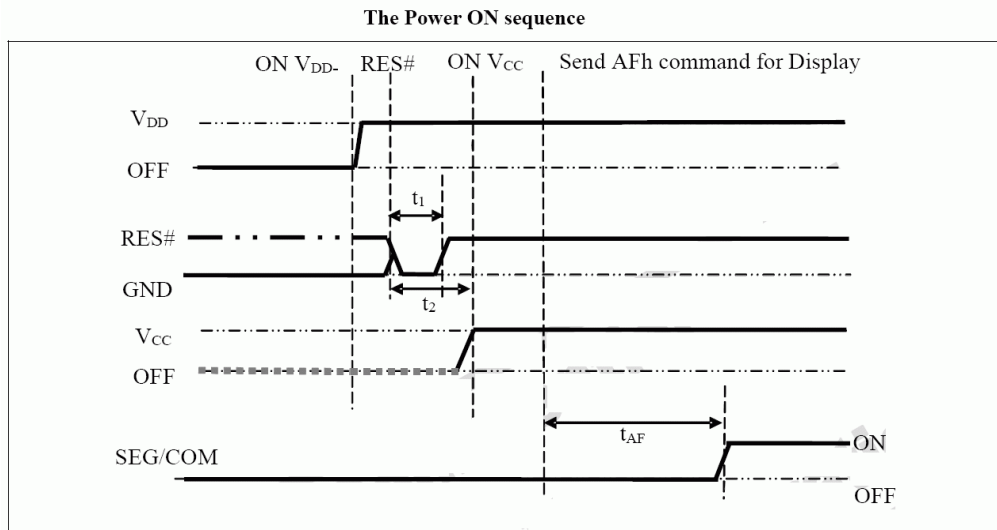 The Power ON sequence
ON VDD- RES# ON VCC Send AFh command for Display
VDD
OFF
t1
RES#
GND
t2
VCC
OFF
tAF
ON
SEG/COM
OFF